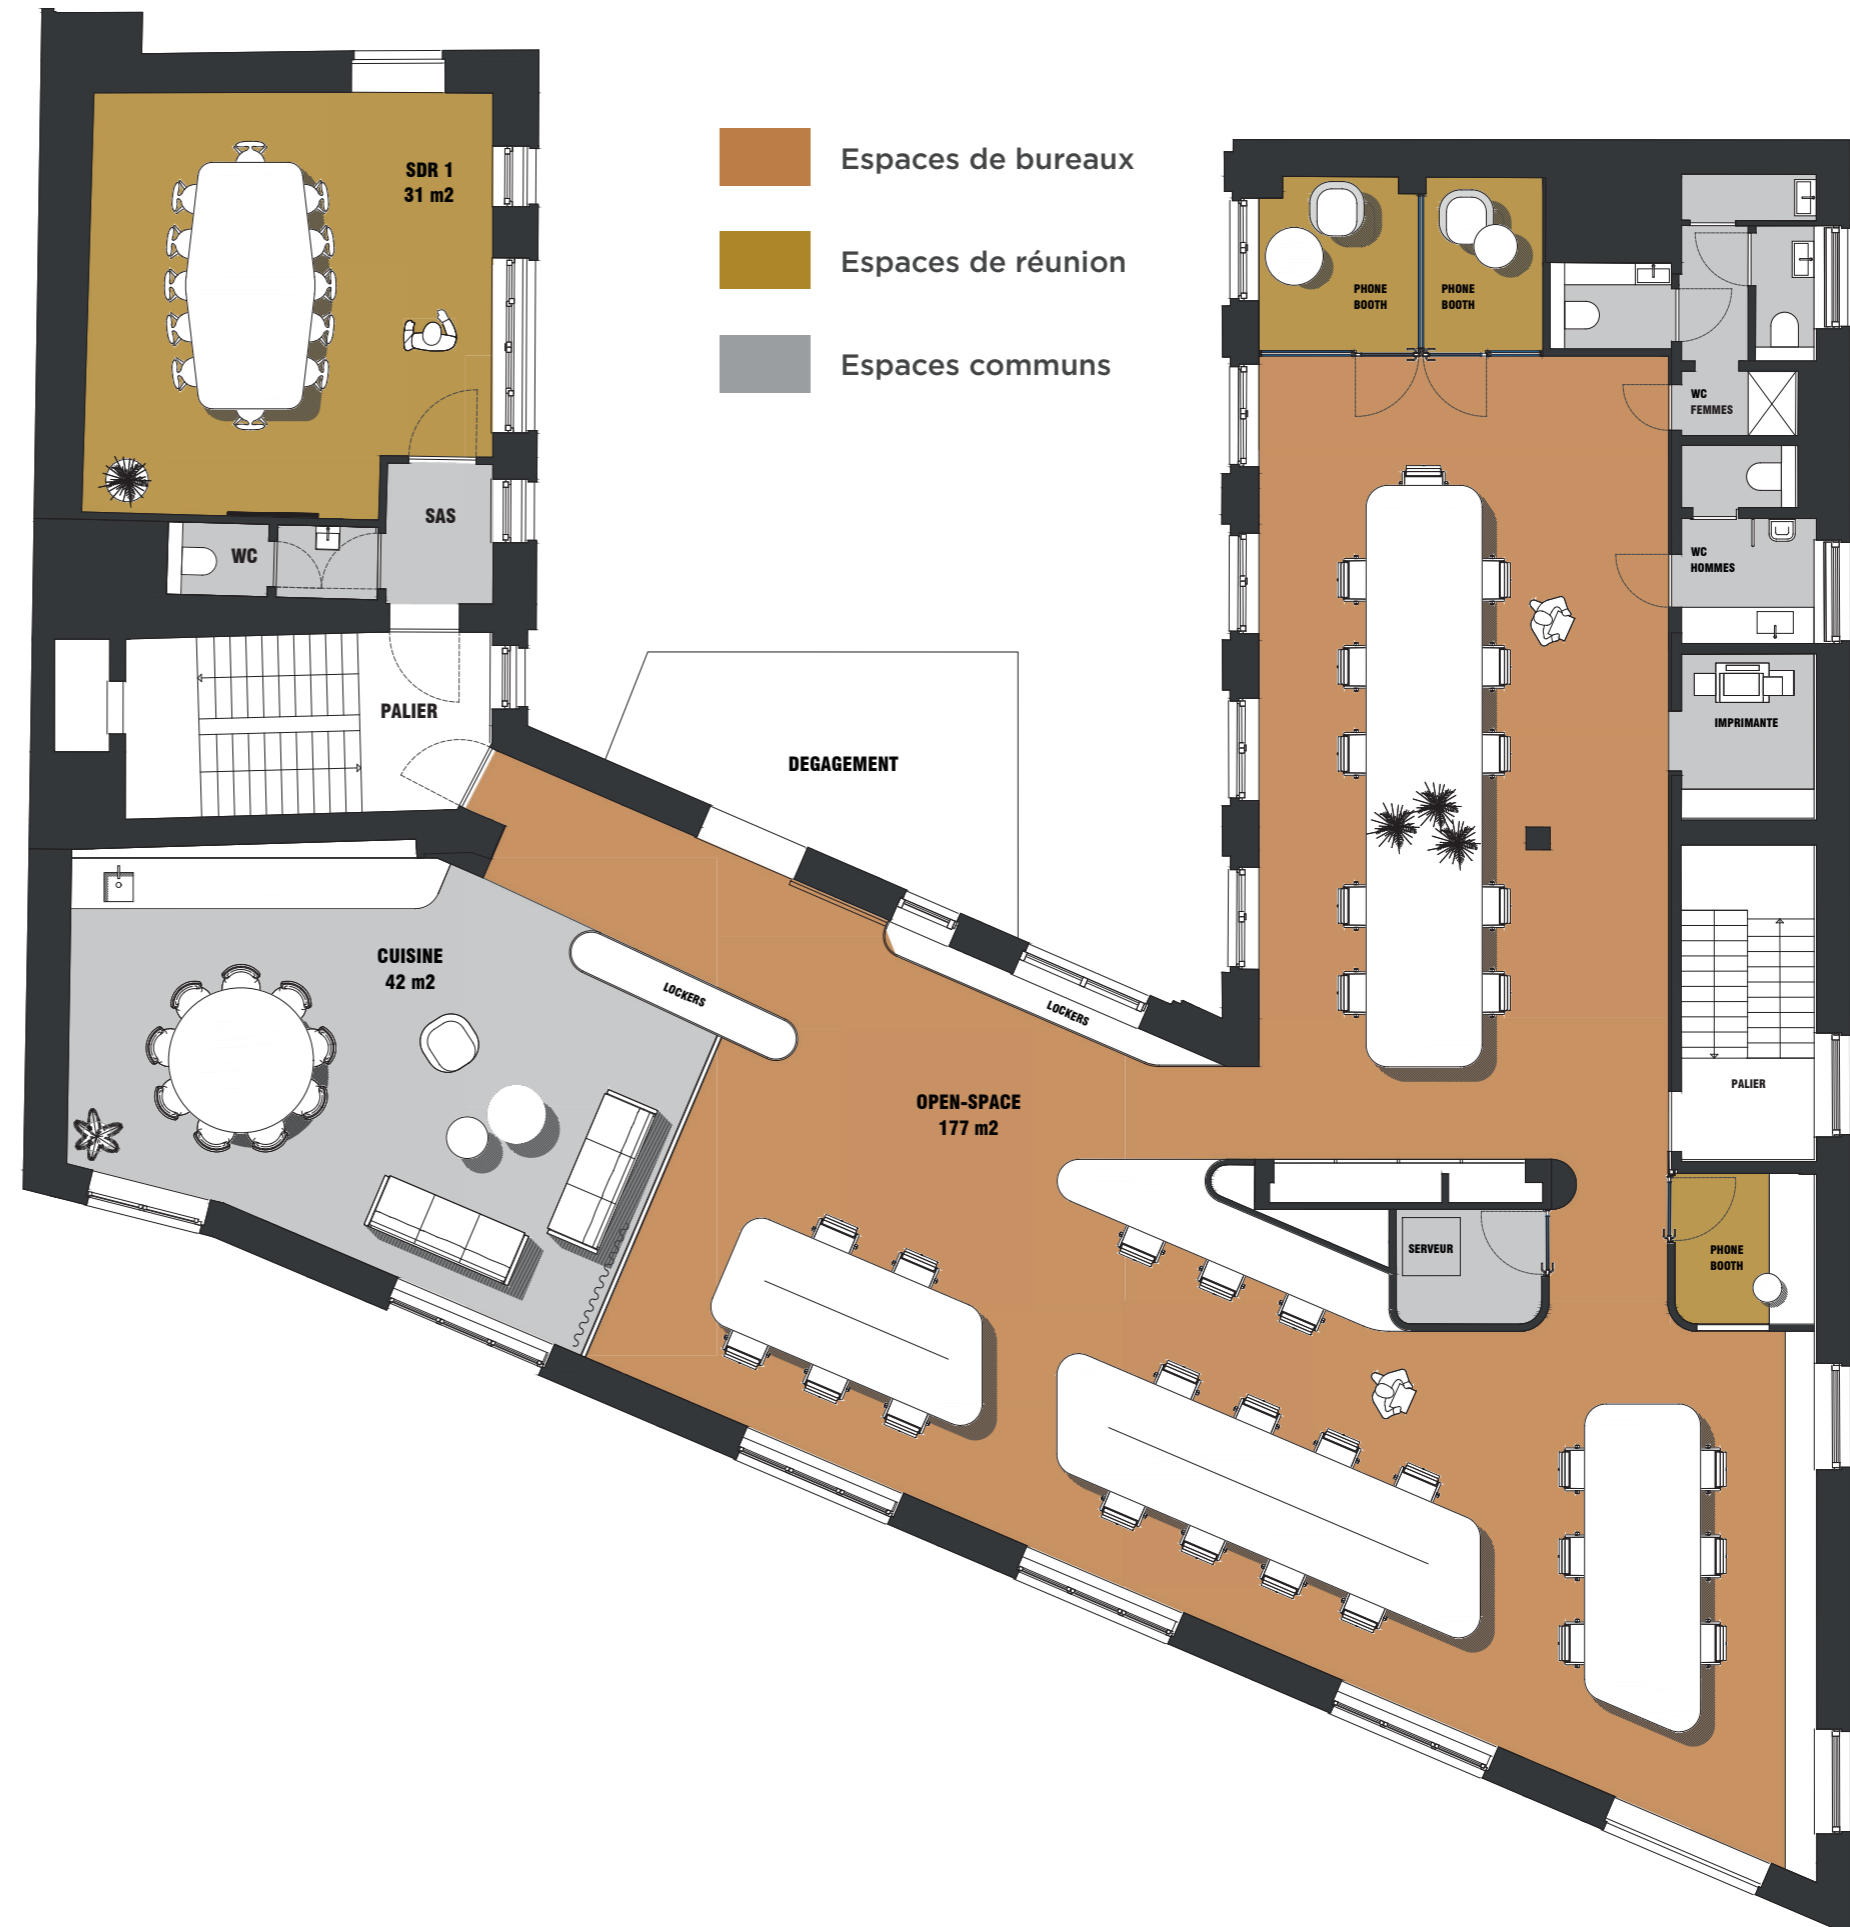 SDR 1
31 m2
Espaces de bureaux
Espaces de réunion
Espaces communs
PHONE
BOOTH
PHONE
BOOTH
WC
FEMMES
SAS
WC
WC
HOMMES
PALIER
IMPRIMANTE
DEGAGEMENT
CUISINE
42 m2
LOCKERS
LOCKERS
PALIER
OPEN-SPACE
177 m2
SERVEUR
PHONE
BOOTH